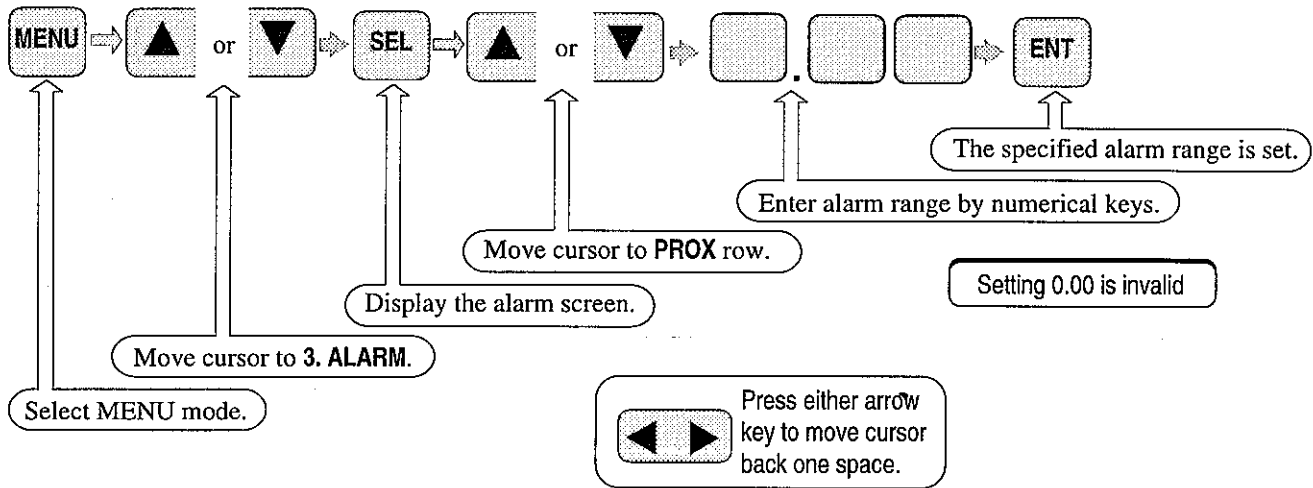 MENU or SEL or . ENT
The specified alarm range is set.
Enter alarm range by numerical keys.
Move cursor to PROX row.
Setting 0.00 is invalid
Display the alarm screen.
Move cursor to 3. ALARM.
Select MENU mode.
Press either arrow
key to move cursor
back one space.